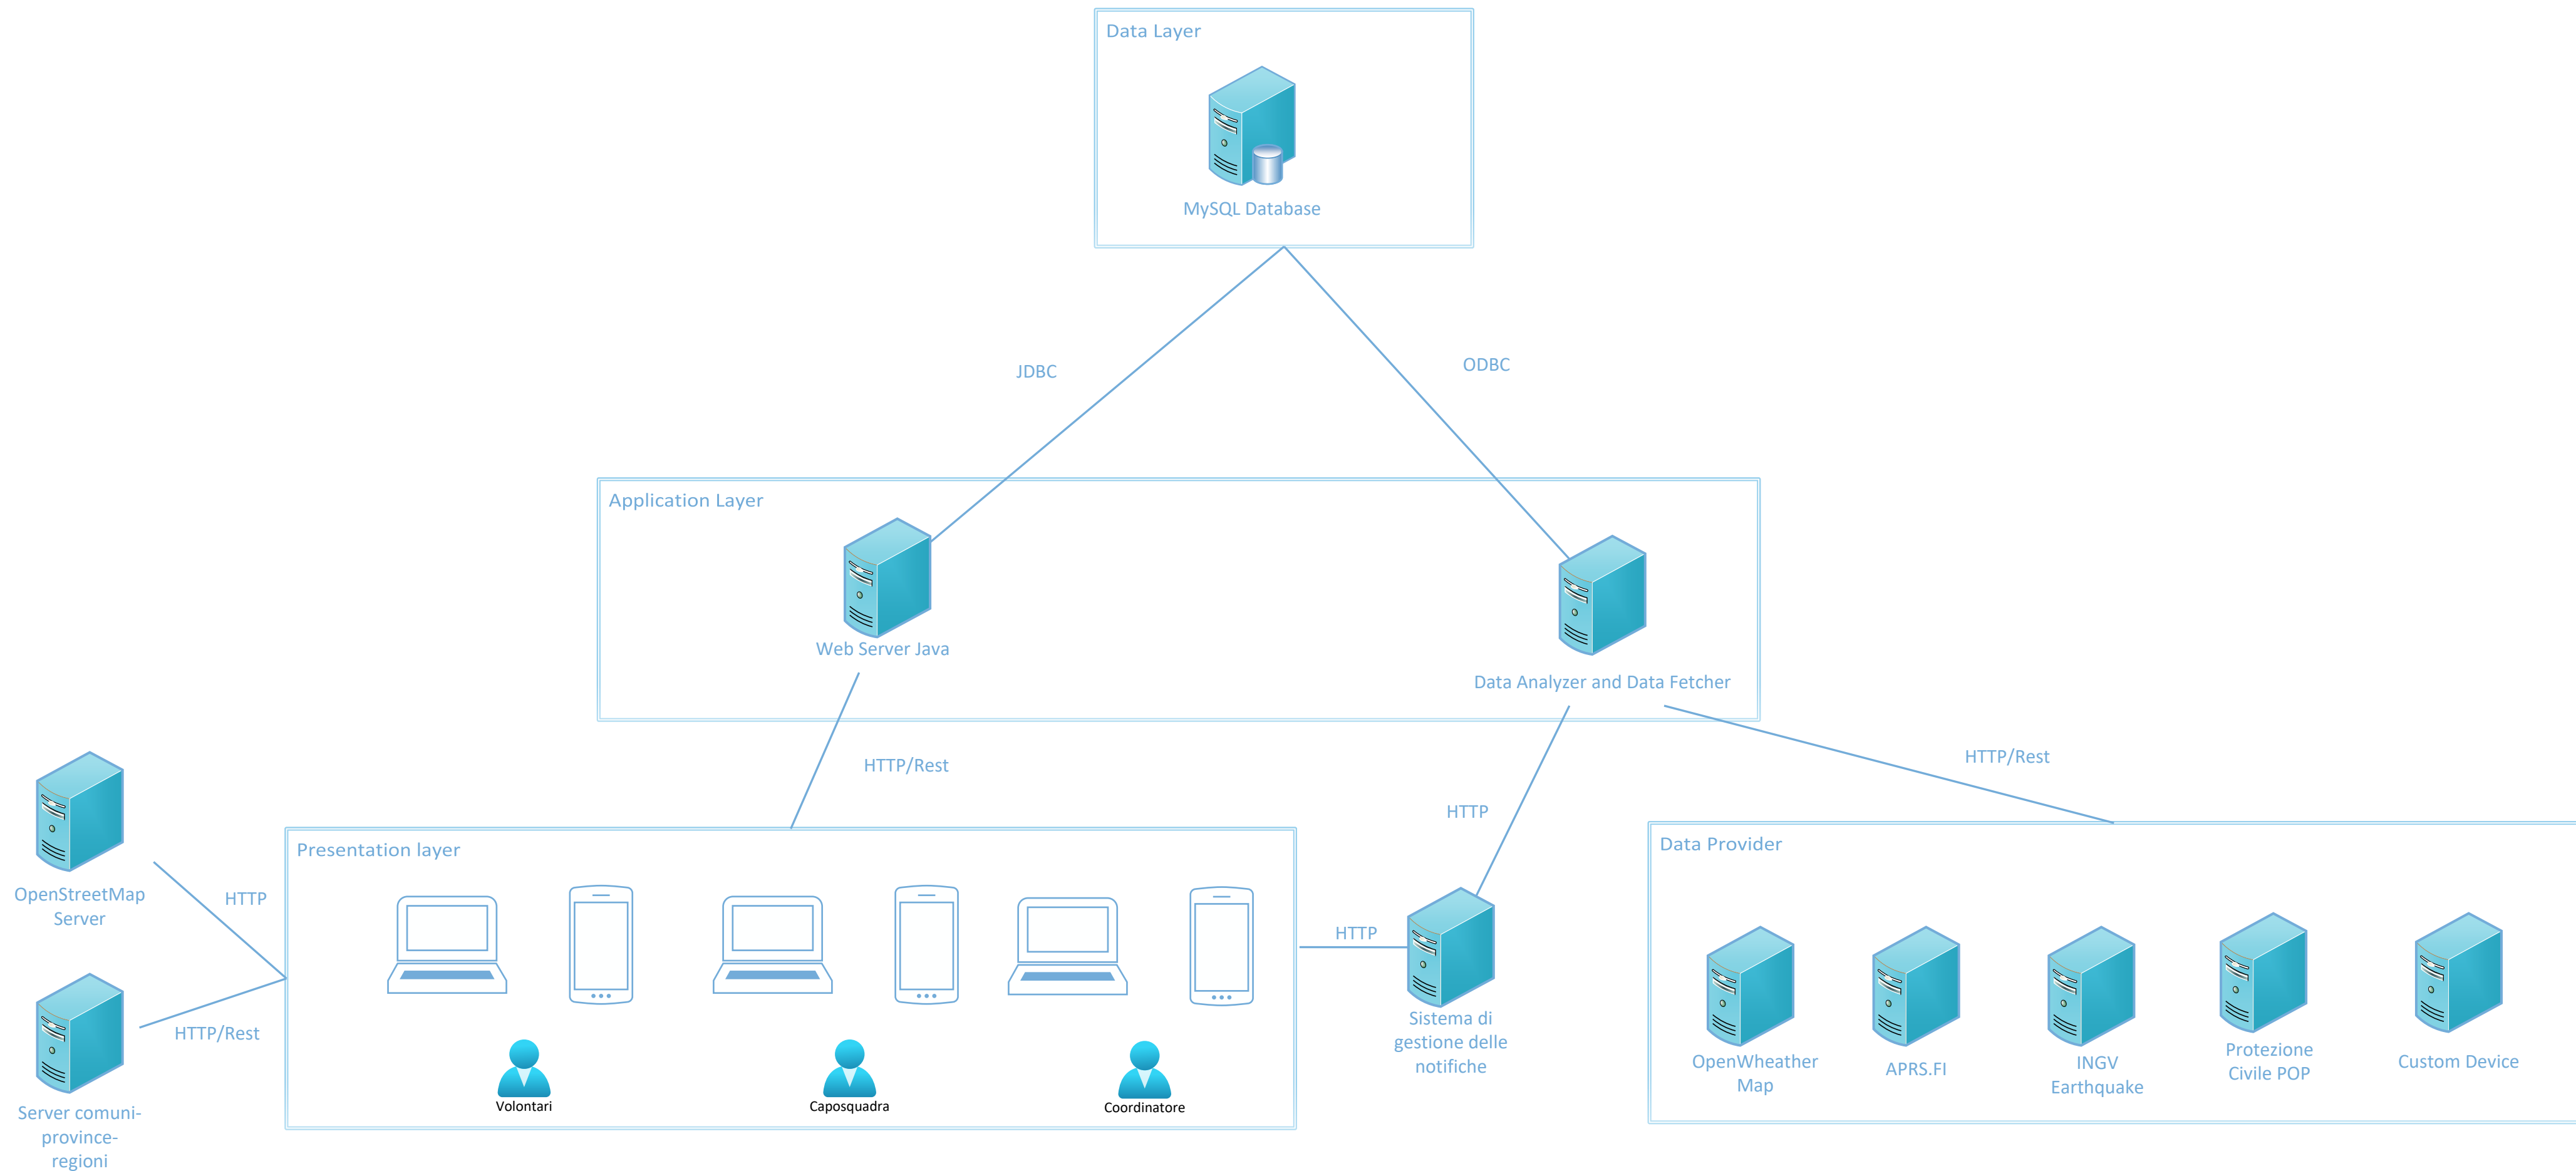 Data Layer
MySQL Database
JDBC
ODBC
Application Layer
Web Server Java
Data Analyzer and Data Fetcher
HTTP/Rest
HTTP/Rest
HTTP
OpenStreetMap
Server
HTTP
HTTP/Rest
Server comuni-
province-
regioni
Presentation layer
Volontari
Caposquadra
Coordinatore
HTTP
Sistema di
gestione delle
notifiche
Data Provider
OpenWheather
Map
APRS.FI
INGV
Earthquake
Protezione
Civile POP
Custom Device